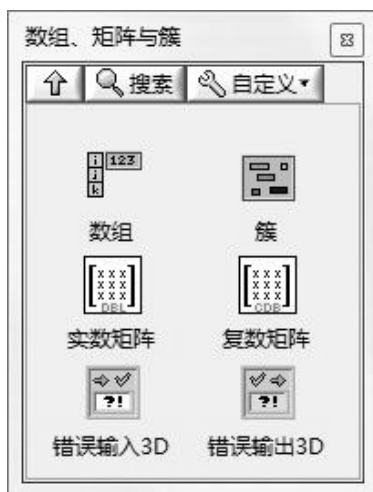 数组、矩阵与簇
搜索 自定义
i 123
j
k
数组 簇
x x x
x x x
x x x
DBL
x x x
x x x
x x x
CDB
实数矩阵 复数矩阵
?! ?!
错误输入3D 错误输出3D